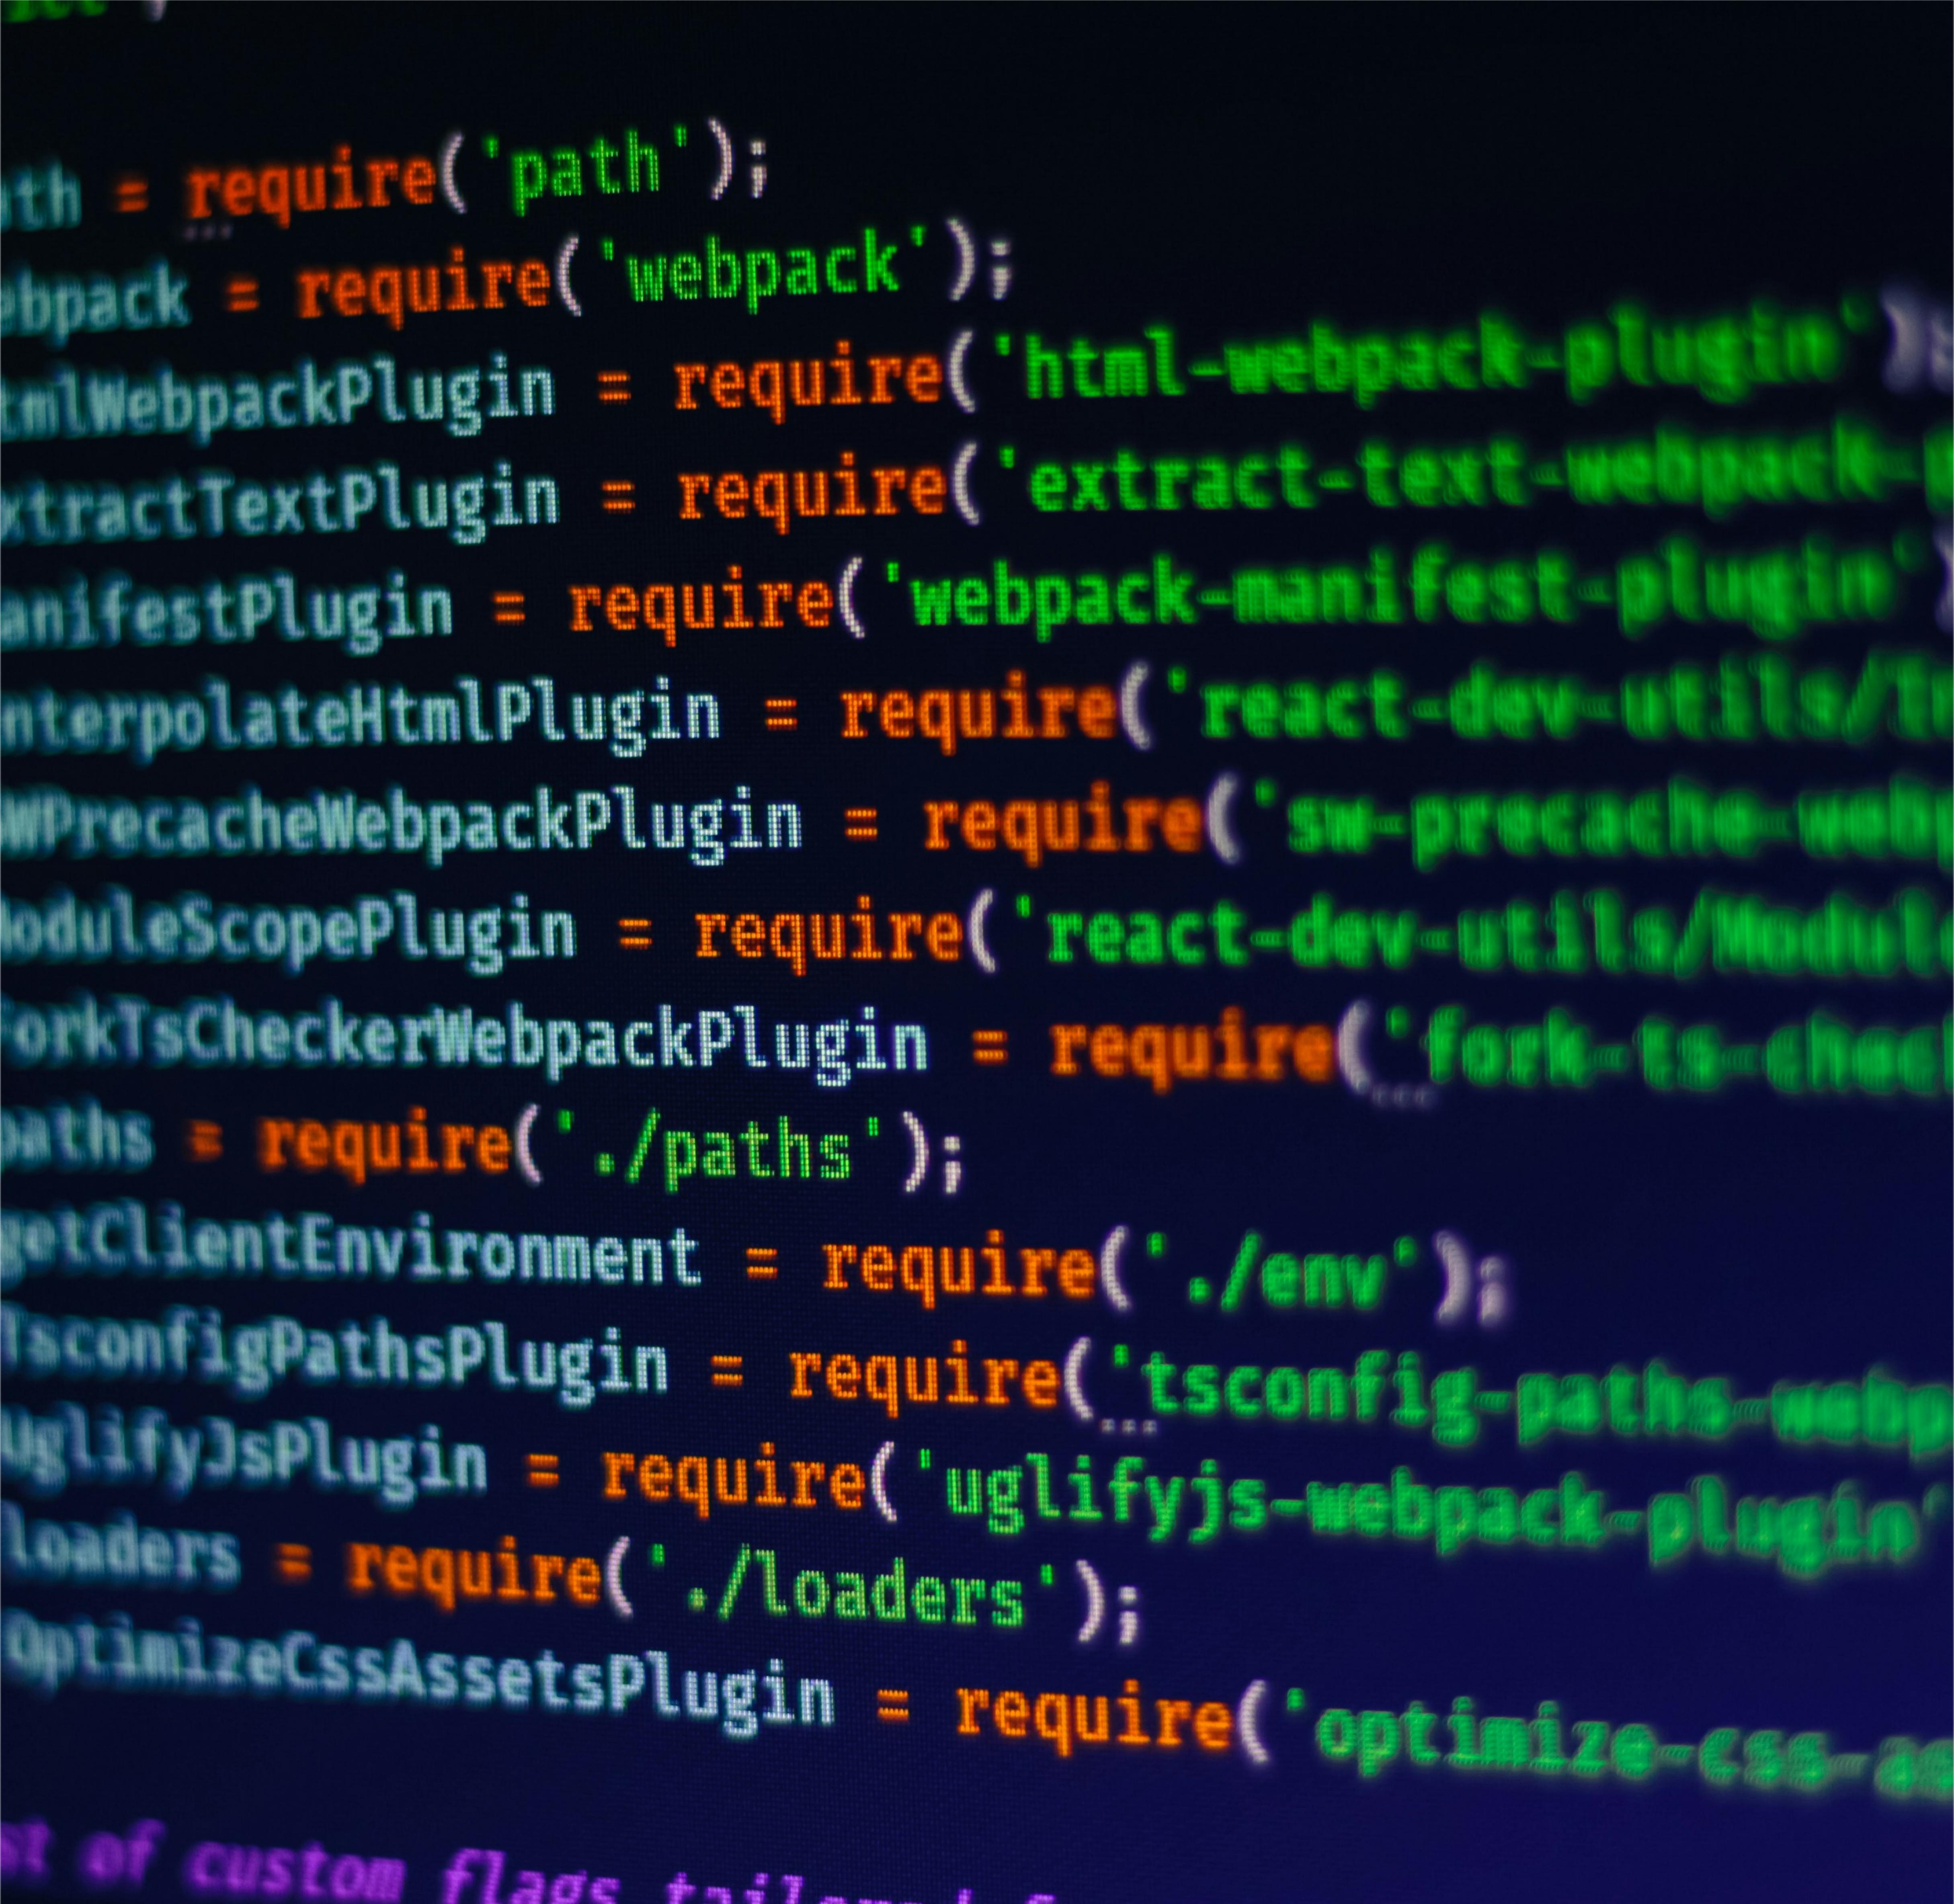 th = require('path');
ebpack = require('webpack');
tmlWebpackPlugin = require('html-webpack-plugin');
xtractTextPlugin = require('extract-text-webpack-
anifestPlugin = require('webpack-manifest-plugin')
nterpolateHtmlPlugin = require('react-dev-utils/In
WPrecacheWebpackPlugin = require('sw-precache-webp
oduleScopePlugin = require('react-dev-utils/Module
orkTsCheckerWebpackPlugin = require('fork-ts-chec
paths = require('./paths');
getClientEnvironment = require('./env');
TsconfigPathsPlugin = require('tsconfig-paths-webp
UglifyJsPlugin = require('uglifyjs-webpack-plugin'
loaders = require('./loaders');
OptimizeCssAssetsPlugin = require('optimize-css-as
st of custom flags tailored f